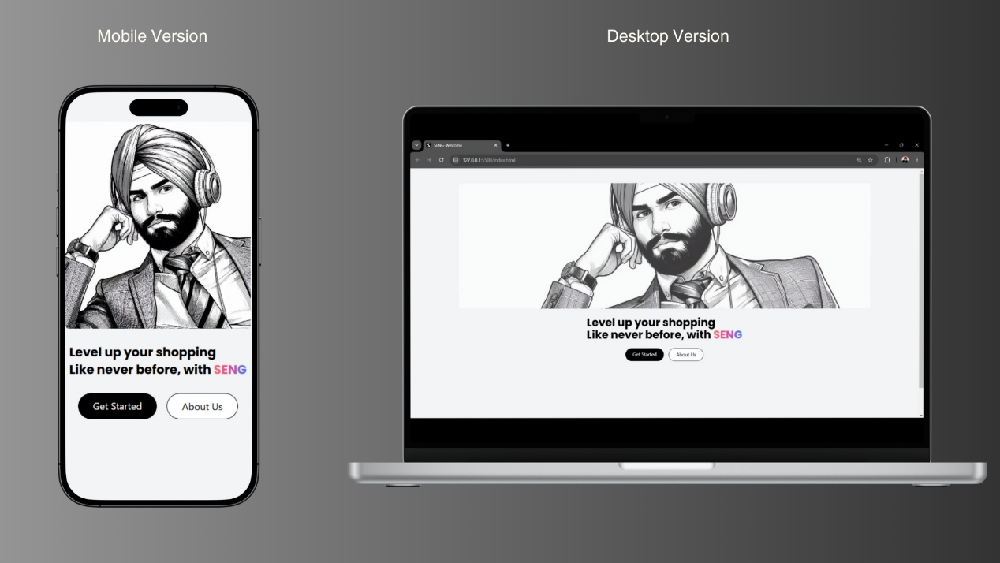 Mobile Version
Desktop Version
Level up your shopping
Like never before, with SENG
Get Started
About Us
SENG-Welcome
127.0.0.1:5500/index.html
Level up your shopping
Like never before, with SENG
Get Started
About Us